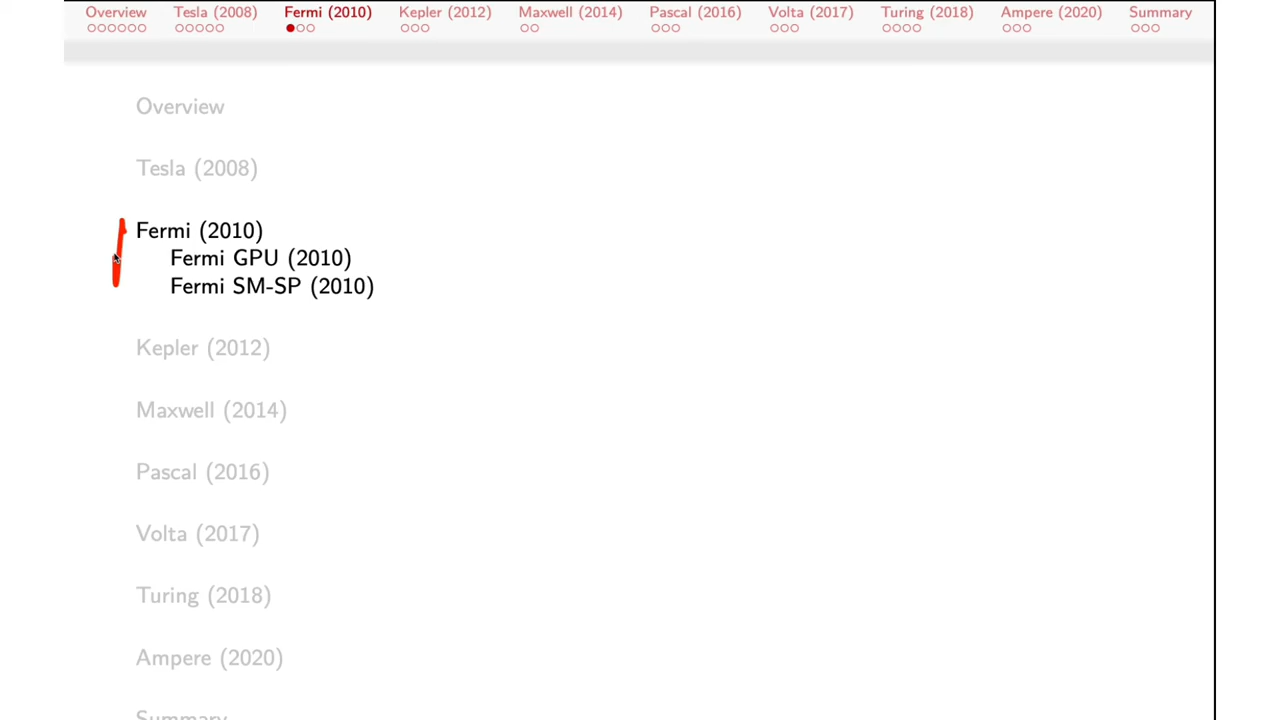 Overview Tesla (2008) Fermi (2010) Kepler (2012) Maxwell (2014) Pascal (2016) Volta (2017) Turing (2018) Ampere (2020) Summary
Overview
Tesla (2008)
Fermi (2010)
Fermi GPU (2010)
Fermi SM-SP (2010)
Kepler (2012)
Maxwell (2014)
Pascal (2016)
Volta (2017)
Turing (2018)
Ampere (2020)
Summary